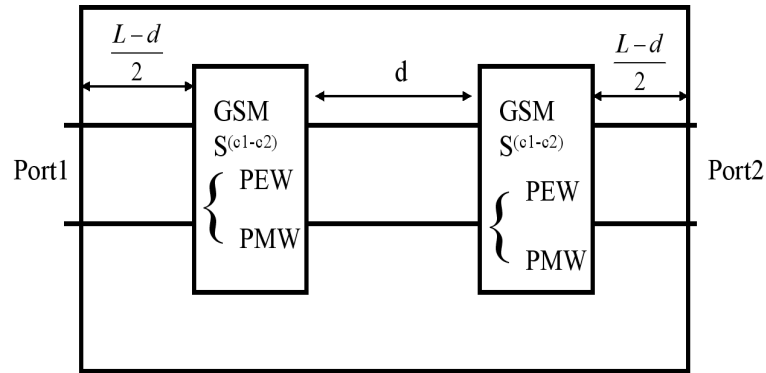 L-d
2
d
L-d
2
GSM
S(c1-c2)
{ PEW
PMW
GSM
S(c1-c2)
{ PEW
PMW
Port1
Port2